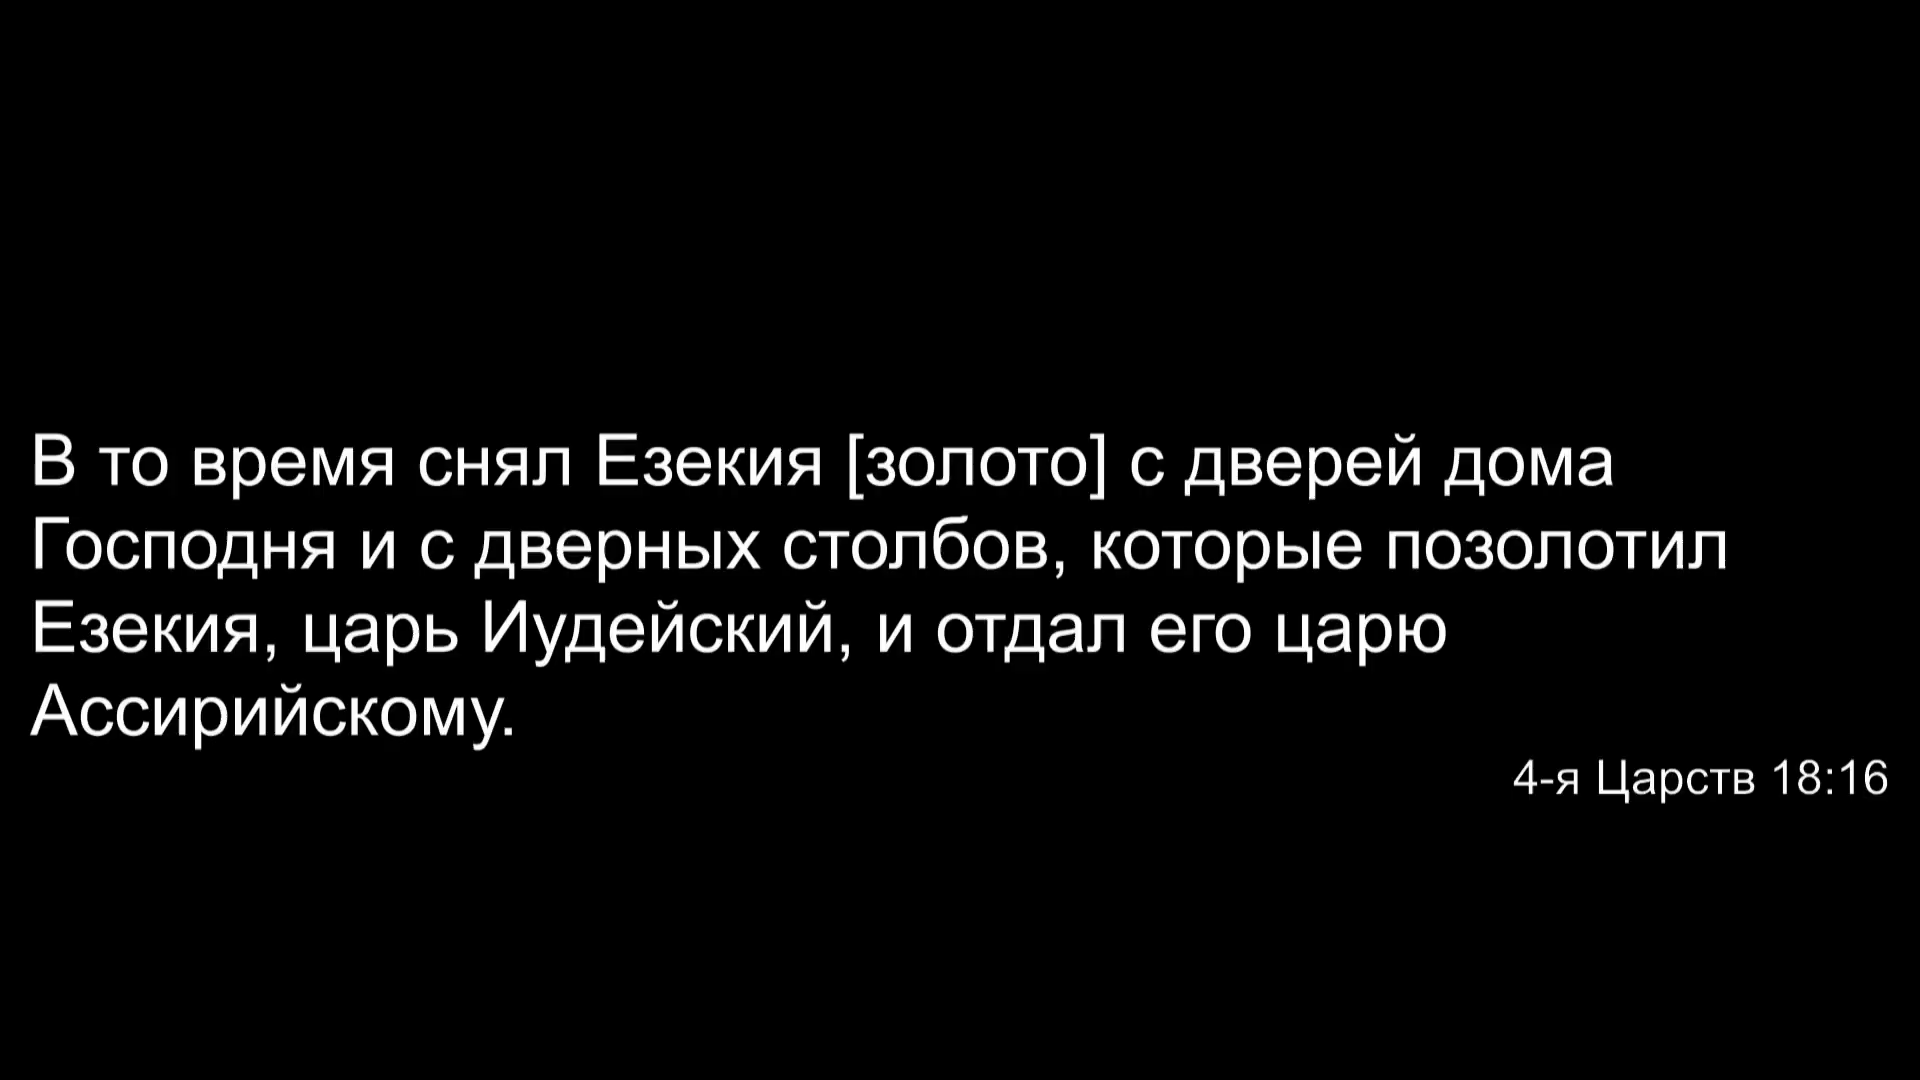 В то время снял Езекия [золото] с дверей дома
Господня и с дверных столбов, которые позолотил
Езекия, царь Иудейский, и отдал его царю
Ассирийскому.
4-я Царств 18:16